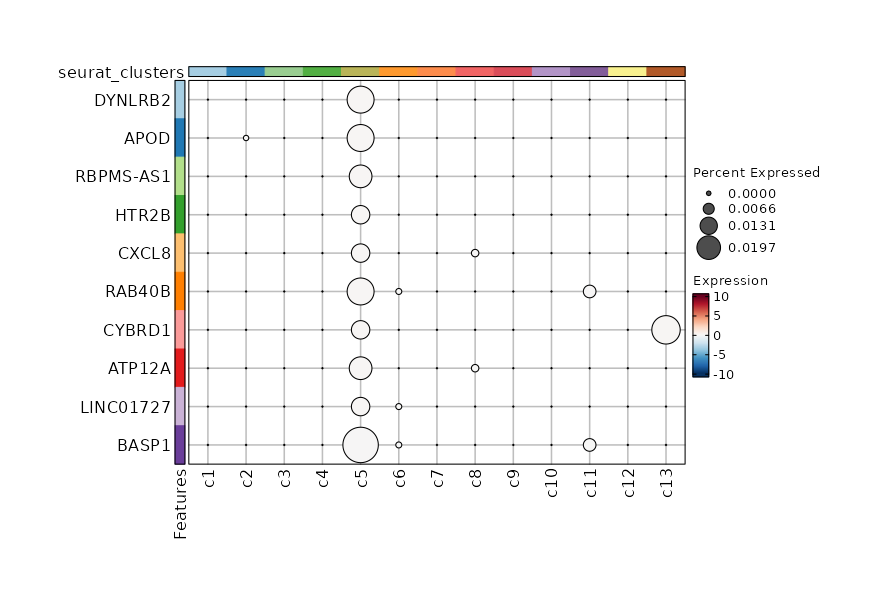 seurat_clusters
DYNLRB2
APOD
RBPMS-AS1
HTR2B
CXCL8
RAB40B
CYBRD1
ATP12A
LINC01727
BASP1
Features
c1
c2
c3
c4
c5
c6
c7
c8
c9
c10
c11
c12
c13
Percent Expressed
0.0000
0.0066
0.0131
0.0197
Expression
10
5
0
-5
-10